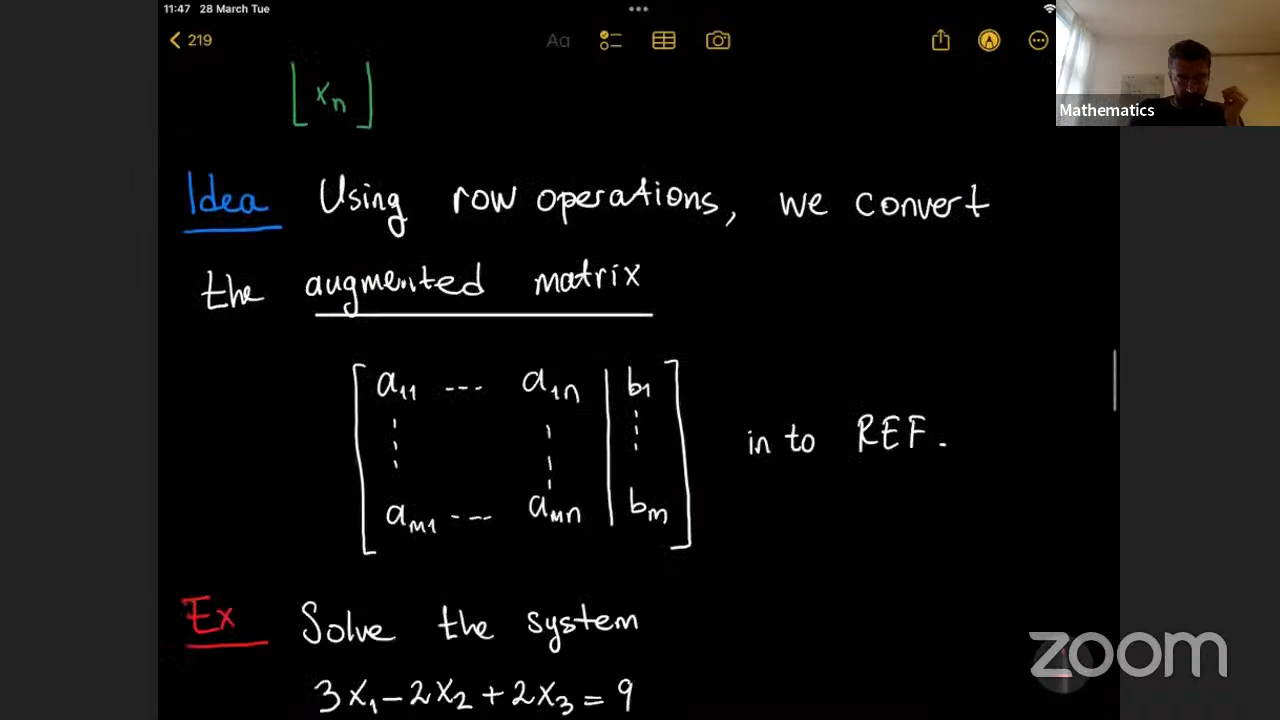 11:47 28 March Tue
219
Aa
Mathematics
[xₙ]
Idea Using row operations, we convert
the augmented matrix
a₁₁ --- a₁ₙ | b₁
in to REF.
aₘ₁ --- aₘₙ | bₘ
Ex Solve the system
3x₁ - 2x₂ + 2x₃ = 9
zoom